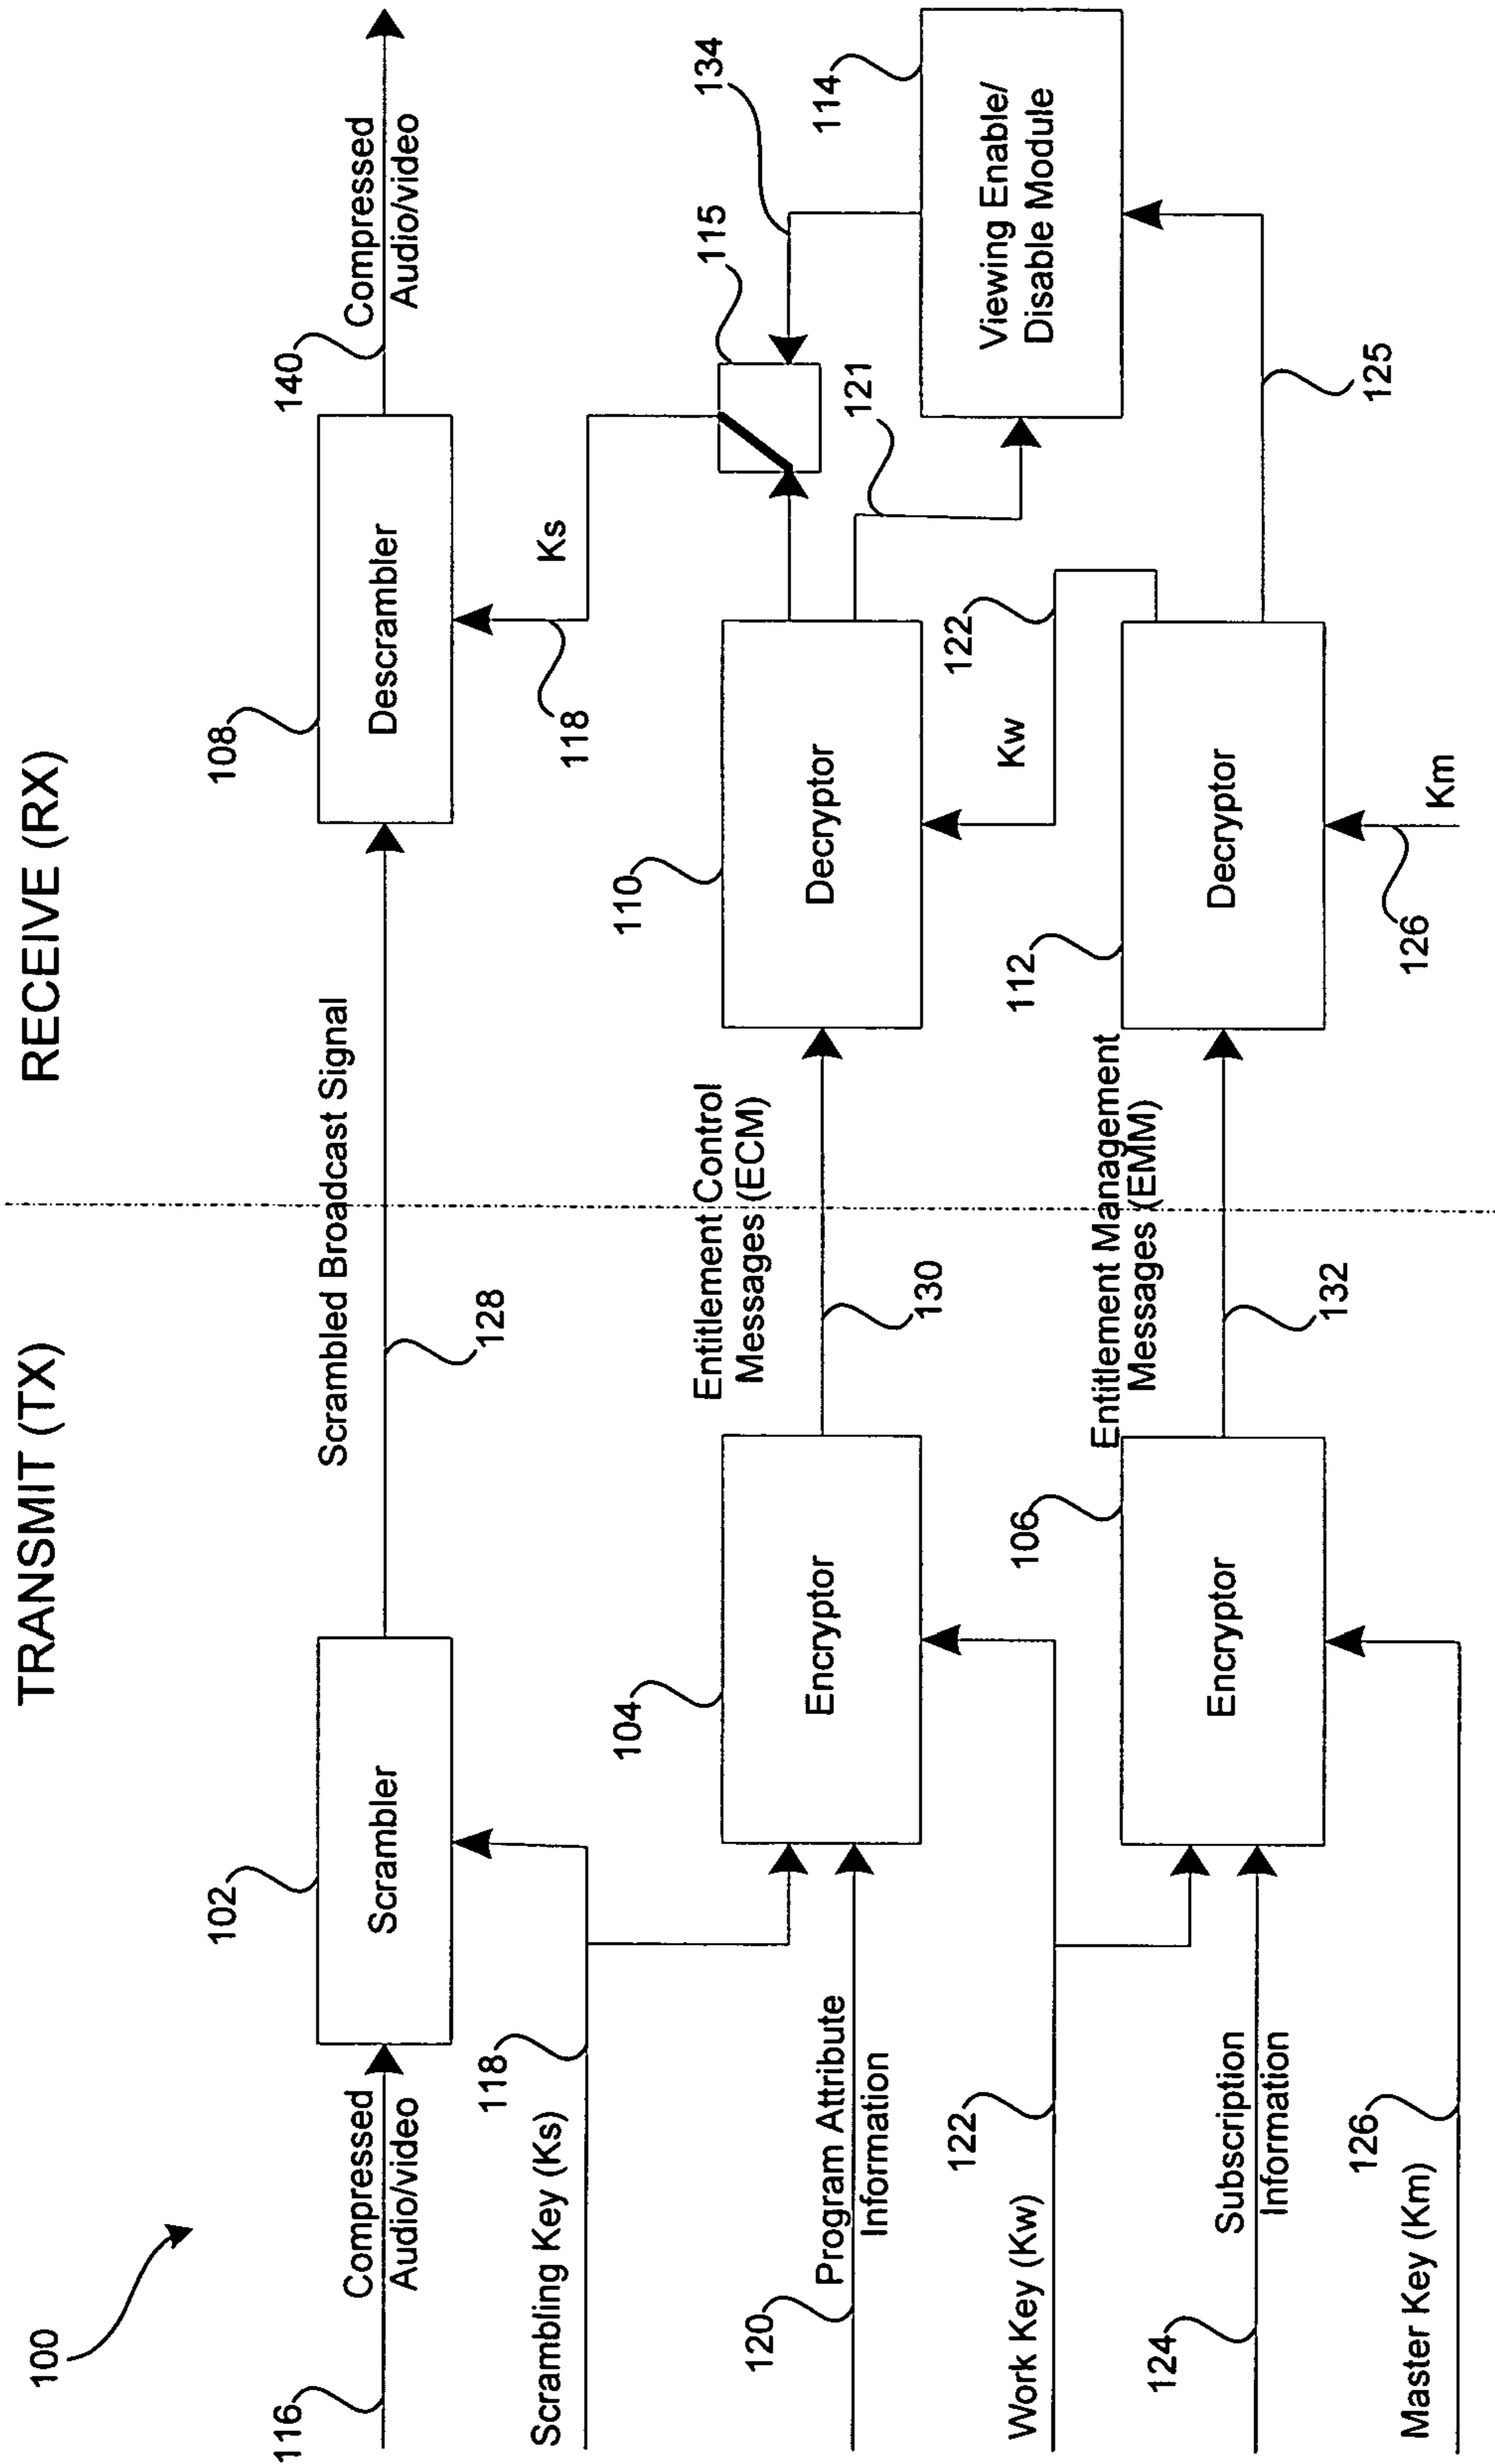 TRANSMIT (TX)
RECEIVE (RX)
100
116
Compressed
Audio/video
102
Scrambler
128
Scrambled Broadcast Signal
108
Descrambler
140
Compressed
Audio/video
Scrambling Key (Ks)
118
118
Ks
115
134
104
Encryptor
130
Entitlement Control
Messages (ECM)
110
Decryptor
121
114
Viewing Enable/
Disable Module
120
Program Attribute
Information
Work Key (Kw)
122
Kw
122
106
Encryptor
132
Entitlement Management
Messages (EMM)
112
Decryptor
125
124
Subscription
Information
Master Key (Km)
126
126
Km